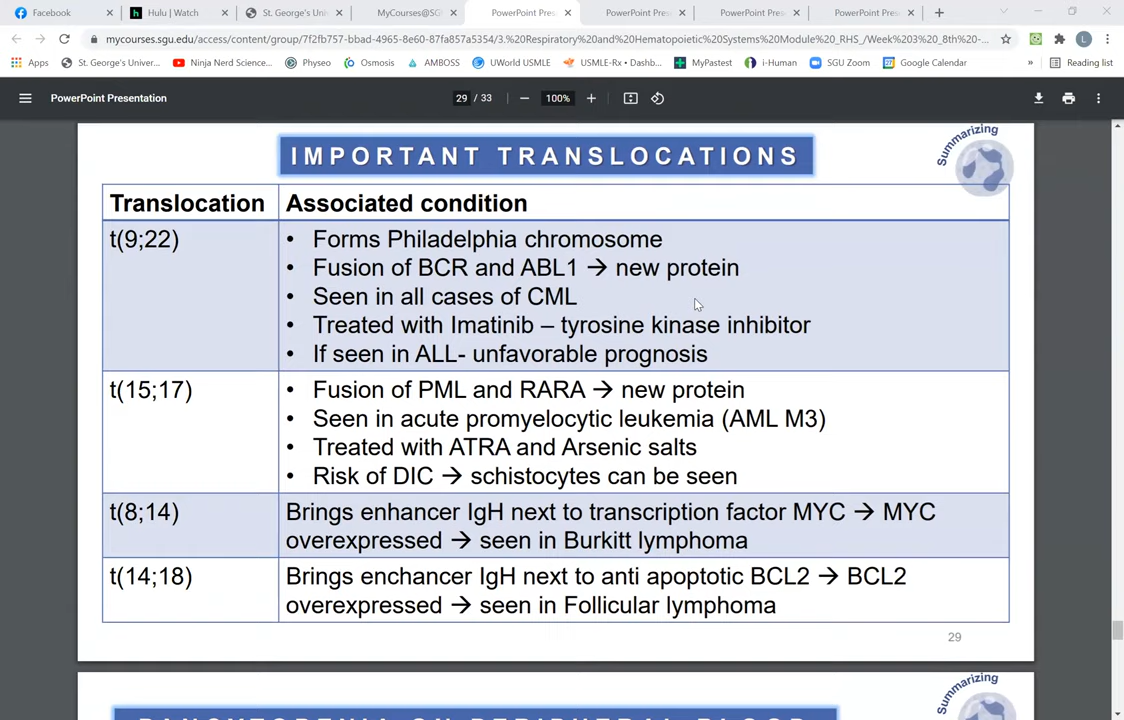 Facebook
Hulu | Watch
St. George's Univ
MyCourses@SG
PowerPoint Pres
PowerPoint Pres
PowerPoint Pres
PowerPoint Pres
mycourses.sgu.edu/access/content/group/7f2fb757-bbad-4965-8e60-87fa857a5354/3.%20Respiratory%20and%20Hematopoietic%20Systems%20Module%20_RHS_/Week%203%20_8th%20-...
Apps
St. George's Univer...
Ninja Nerd Science...
Physeo
Osmosis
AMBOSS
UWorld USMLE
USMLE-Rx • Dashb...
MyPastest
i-Human
SGU Zoom
Google Calendar
»
Reading list
PowerPoint Presentation
29 / 33
100%
IMPORTANT TRANSLOCATIONS
Summarizing
Translocation
Associated condition
t(9;22)
• Forms Philadelphia chromosome
• Fusion of BCR and ABL1 → new protein
• Seen in all cases of CML
• Treated with Imatinib – tyrosine kinase inhibitor
• If seen in ALL- unfavorable prognosis
t(15;17)
• Fusion of PML and RARA → new protein
• Seen in acute promyelocytic leukemia (AML M3)
• Treated with ATRA and Arsenic salts
• Risk of DIC → schistocytes can be seen
t(8;14)
Brings enhancer IgH next to transcription factor MYC → MYC
overexpressed → seen in Burkitt lymphoma
t(14;18)
Brings enchancer IgH next to anti apoptotic BCL2 → BCL2
overexpressed → seen in Follicular lymphoma
29
Summarizing